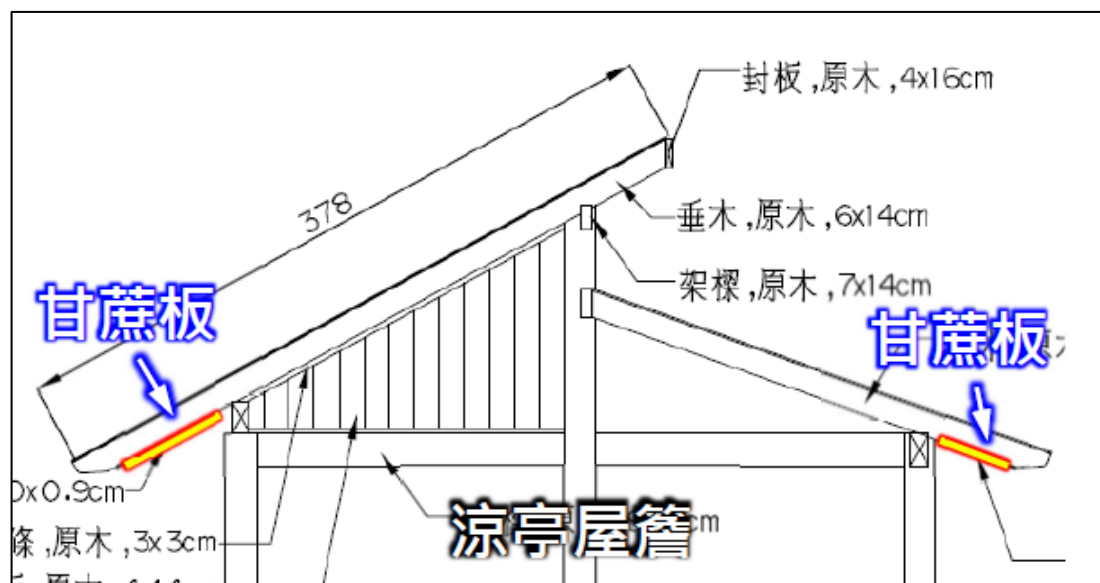 封板,原木,4x16cm
378
垂木,原木,6x14cm
架樑,原木,7x14cm
甘蔗板
甘蔗板
x0.9cm
條,原木,3x3cm
涼亭屋簷
cm